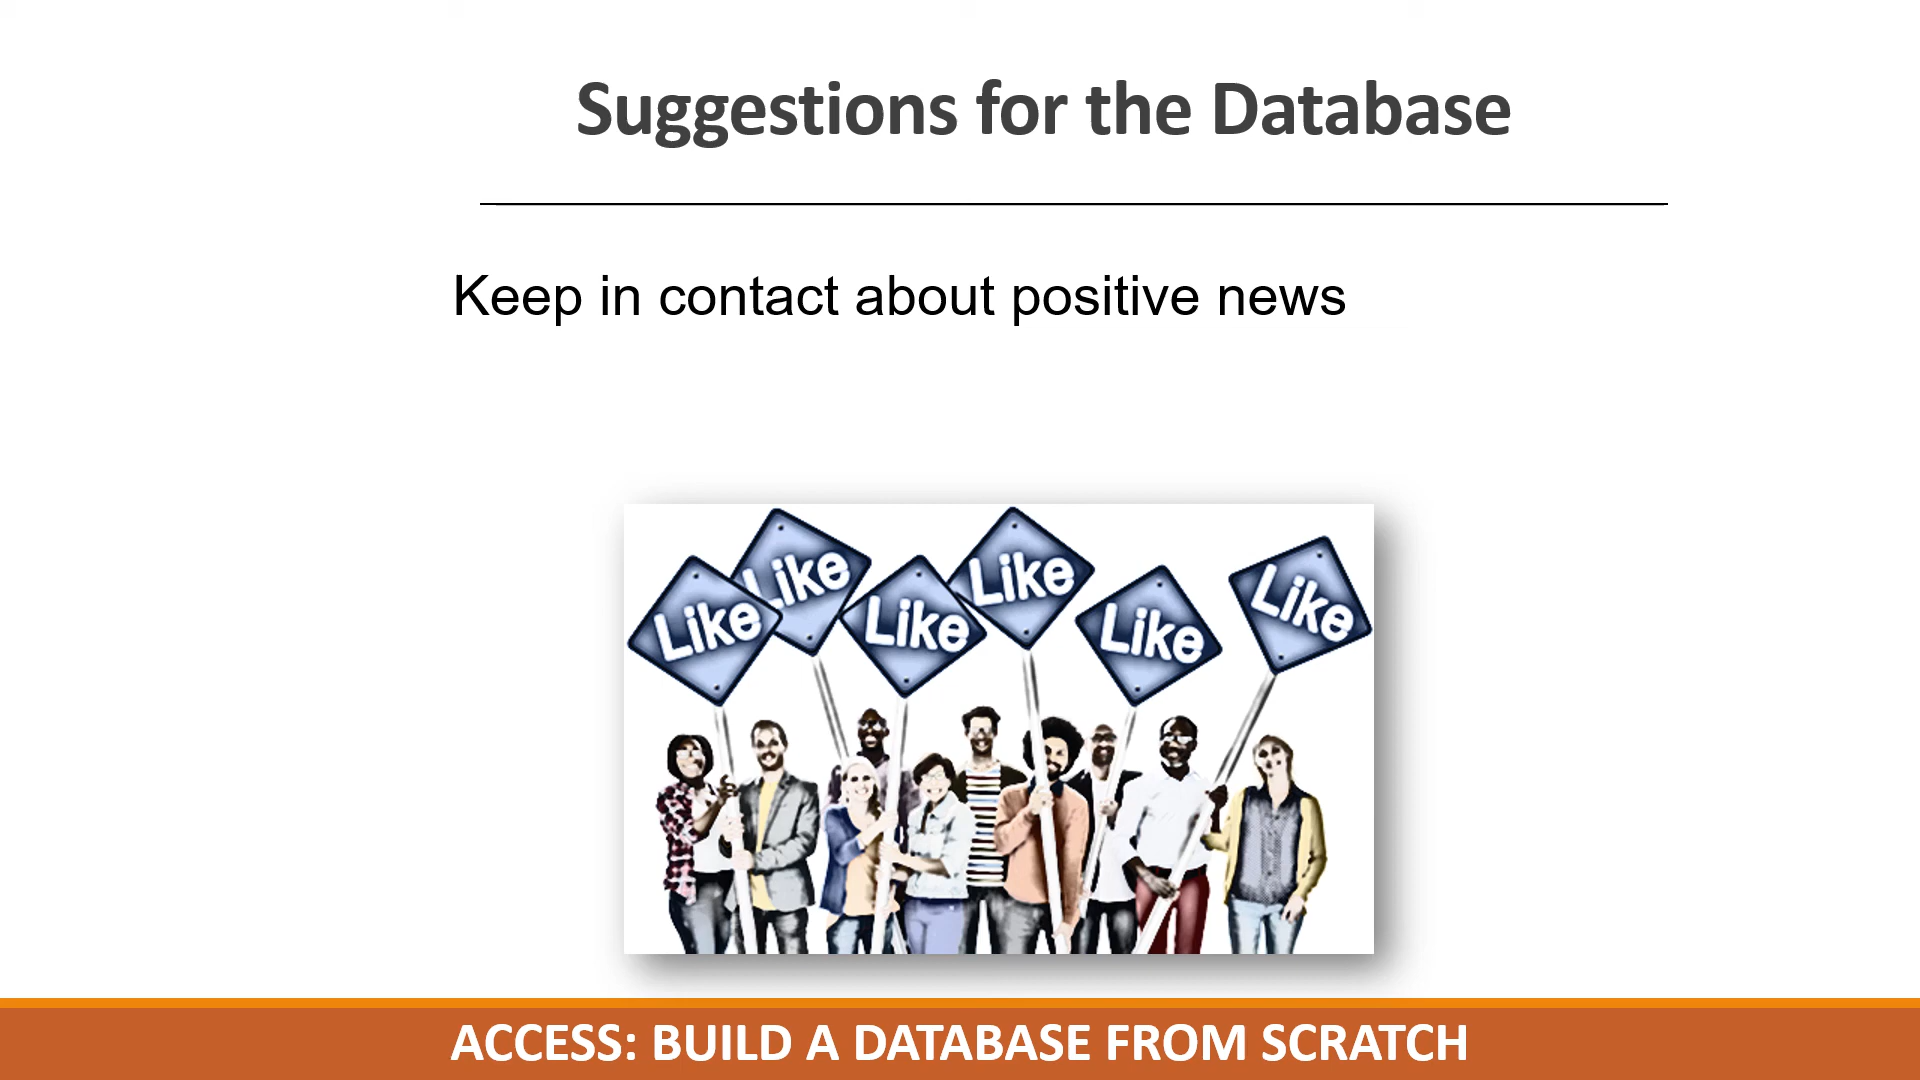 Suggestions for the Database
Keep in contact about positive news
Like
Like
Like
Like
Like
Like
ACCESS: BUILD A DATABASE FROM SCRATCH